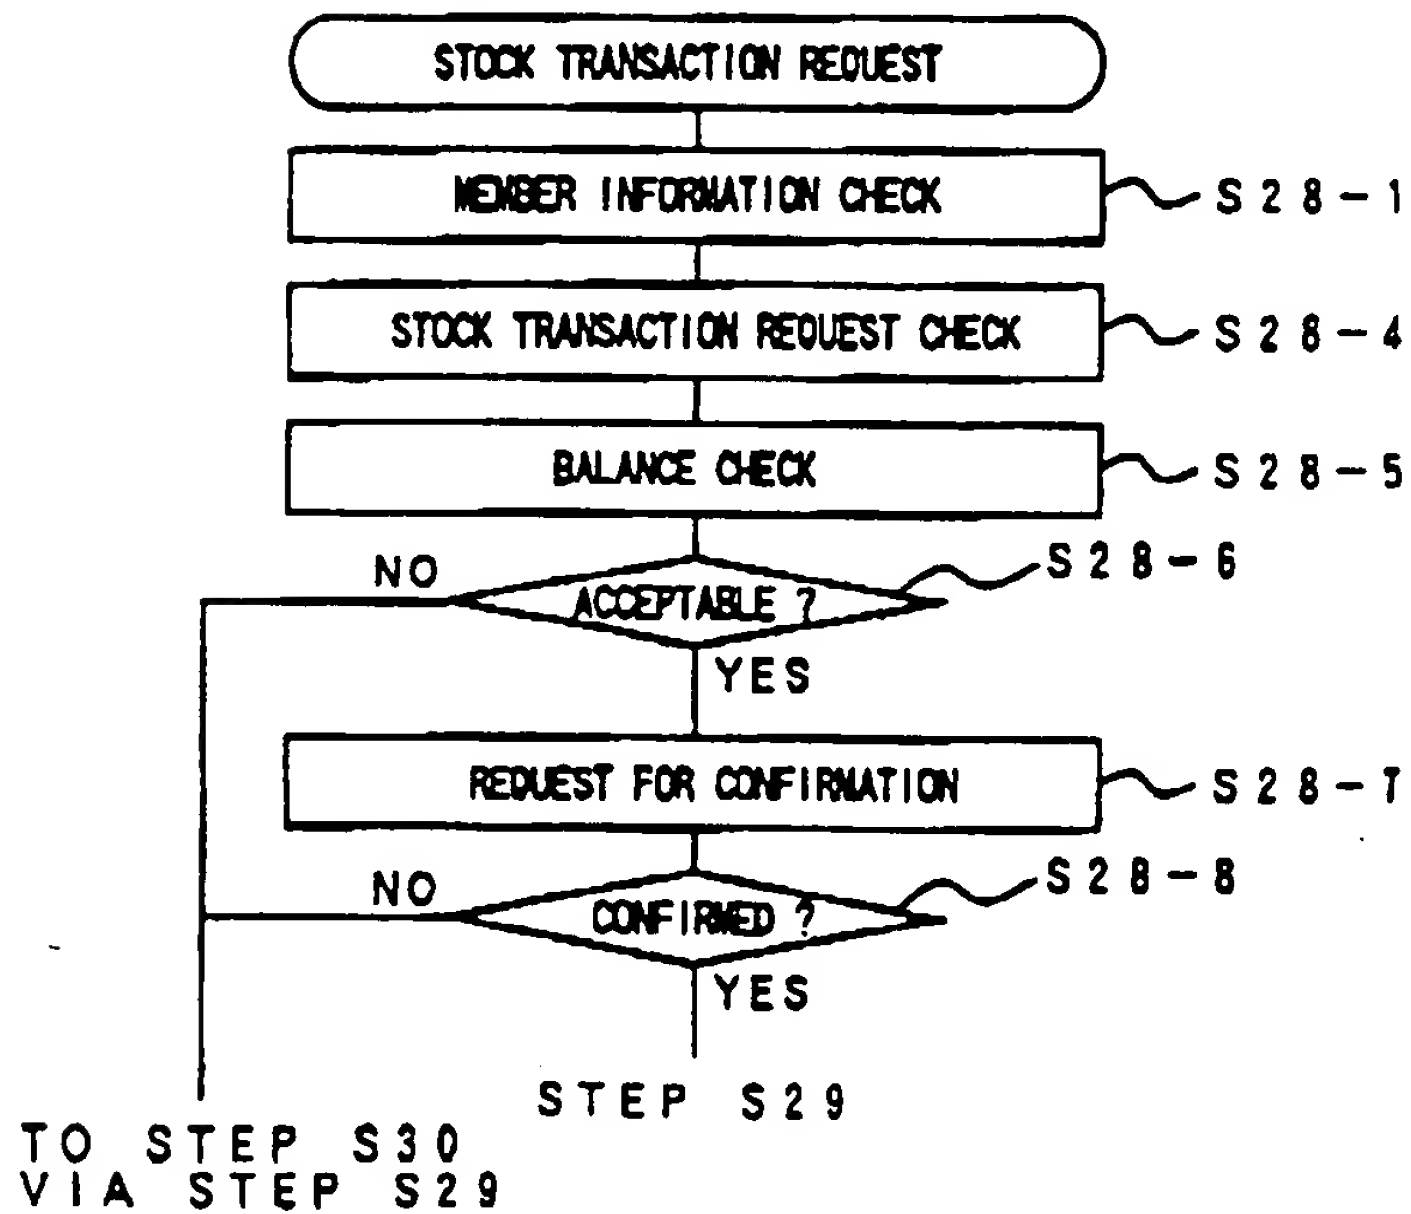 STOCK TRANSACTION REQUEST
MEMBER INFORMATION CHECK
S28-1
STOCK TRANSACTION REQUEST CHECK
S28-4
BALANCE CHECK
S28-5
NO
S28-6
ACCEPTABLE ?
YES
REQUEST FOR CONFIRMATION
S28-7
NO
S28-8
CONFIRMED ?
YES
STEP S29
TO STEP S30
VIA STEP S29